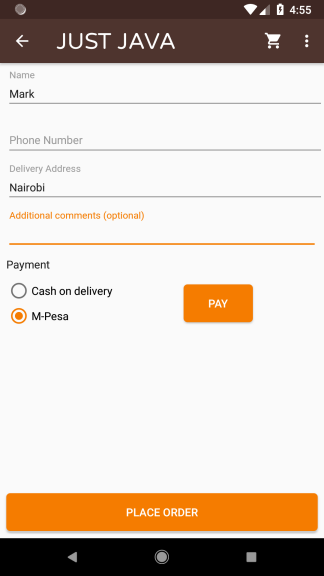 4:55
JUST JAVA
Name
Mark
Phone Number
Delivery Address
Nairobi
Additional comments (optional)
Payment
Cash on delivery
M-Pesa
PAY
PLACE ORDER